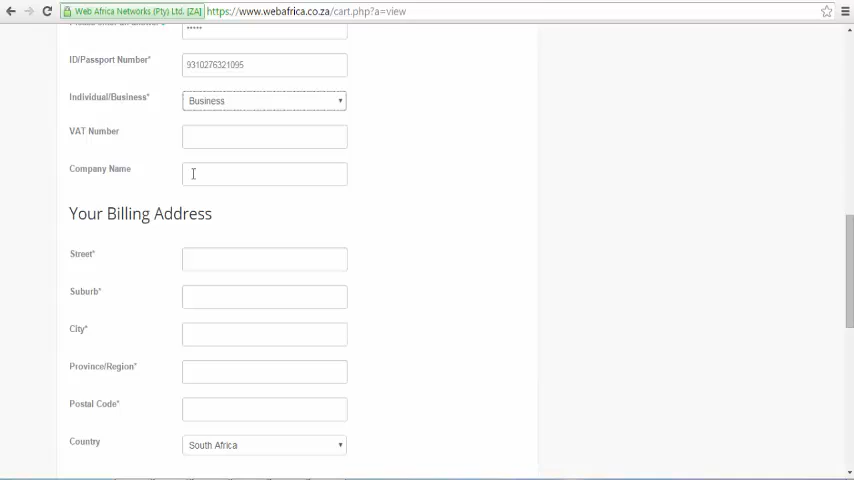 Web Africa Networks (Pty) Ltd. [ZA] https://www.webafrica.co.za/cart.php?a=view
•••••
ID/Passport Number* 9310276321095
Individual/Business* Business
VAT Number
Company Name
Your Billing Address
Street*
Suburb*
City*
Province/Region*
Postal Code*
Country South Africa